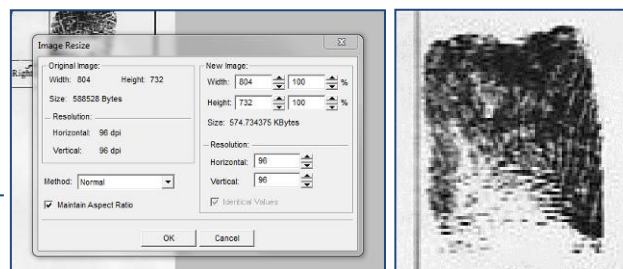 Right
Image Resize
Original Image:
Width: 804 Height: 732
Size: 588528 Bytes
Resolution:
Horizontal: 96 dpi
Vertical: 96 dpi
Method: Normal
Maintain Aspect Ratio
New Image:
Width: 804 100 %
Height: 732 100 %
Size: 574.734375 KBytes
Resolution:
Horizontal: 96
Vertical: 96
Identical Values
OK Cancel